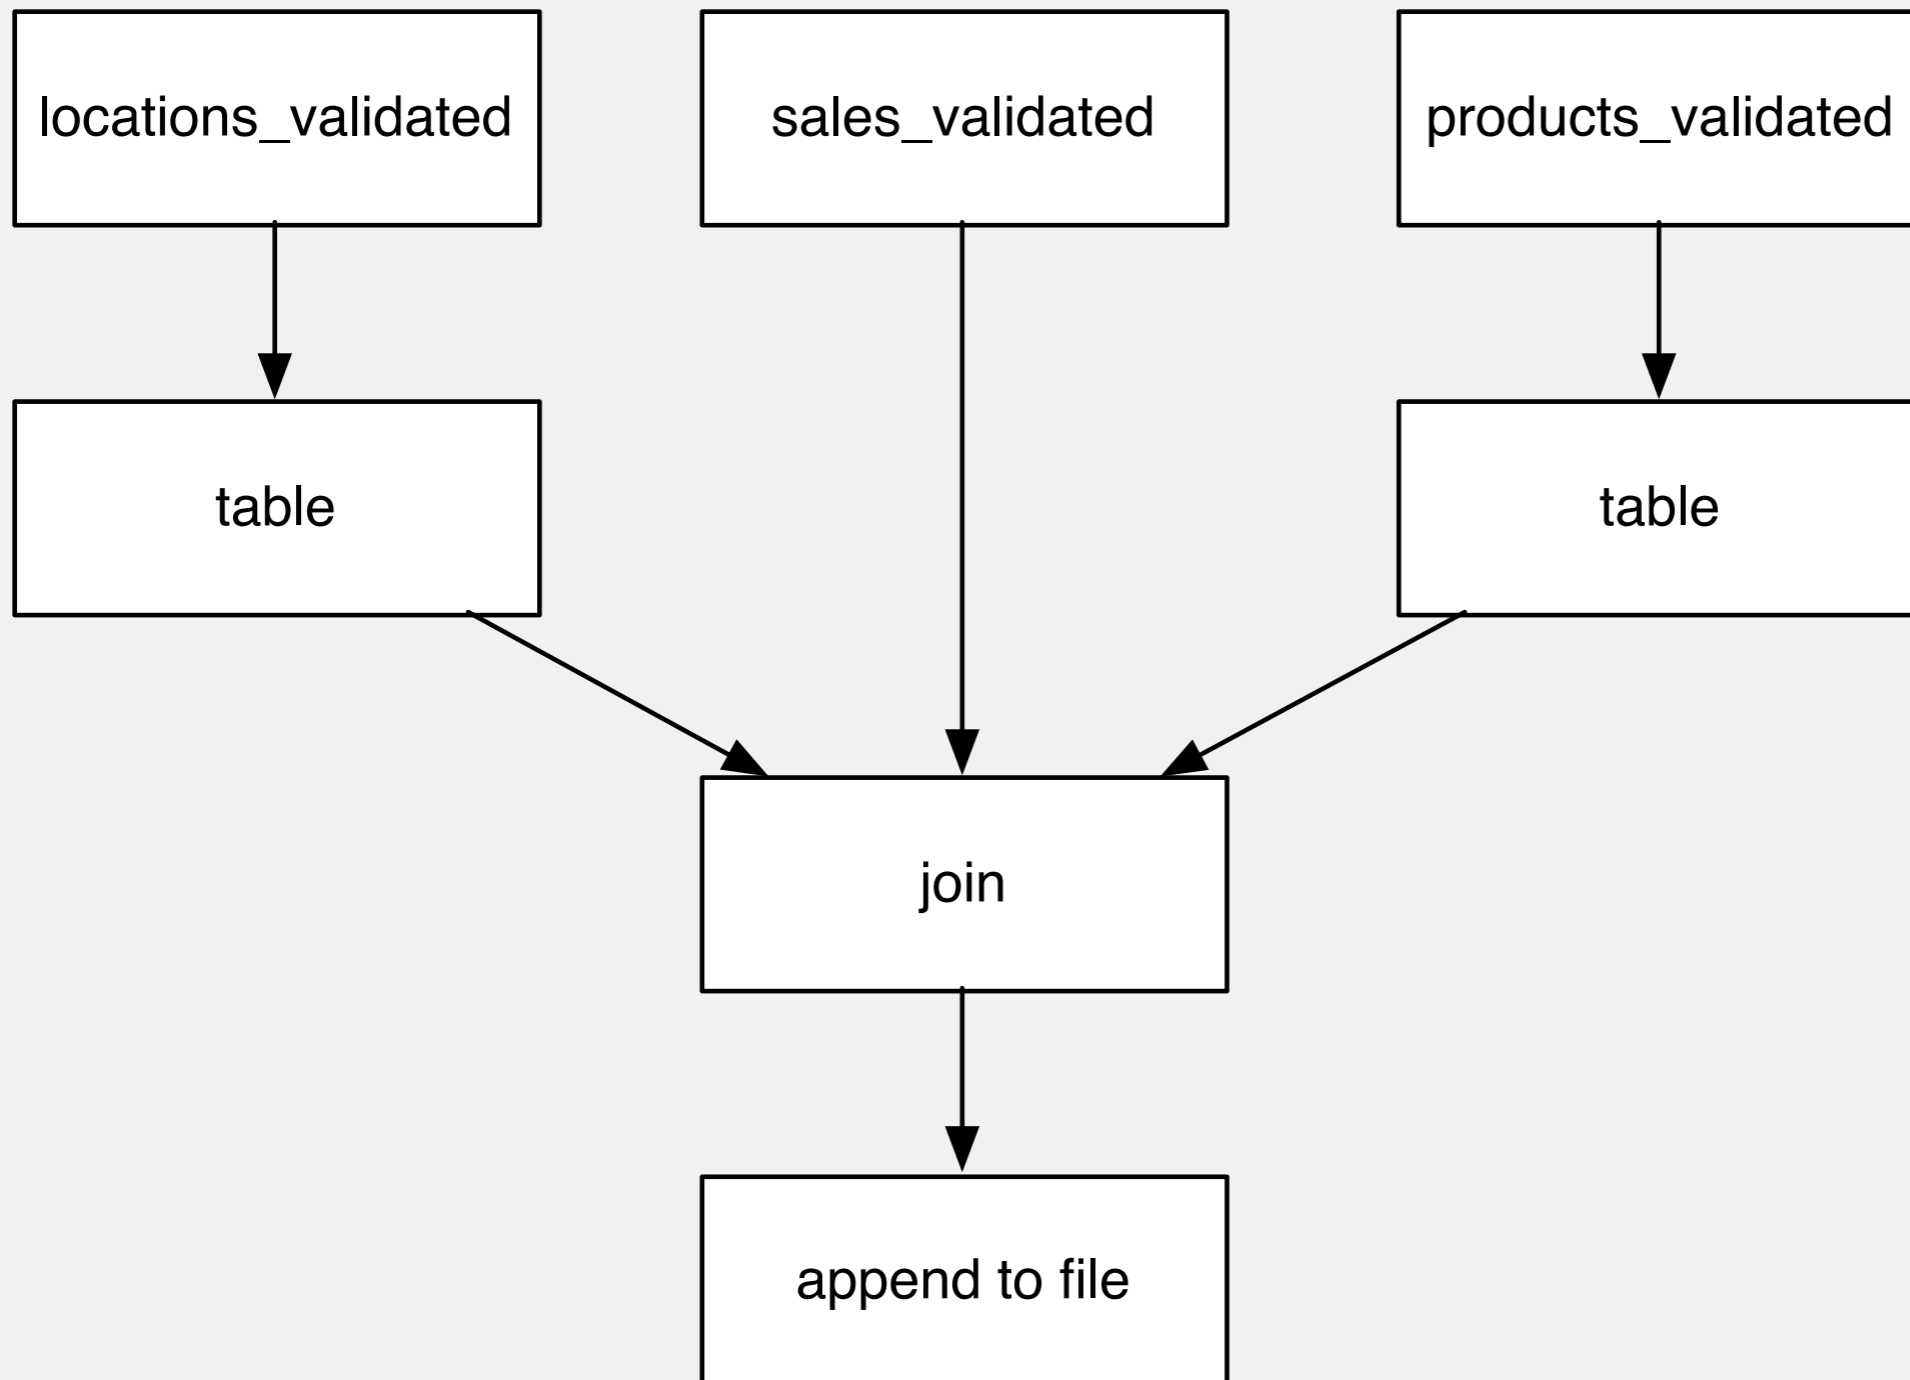 locations_validated
sales_validated
products_validated
table
table
join
append to file